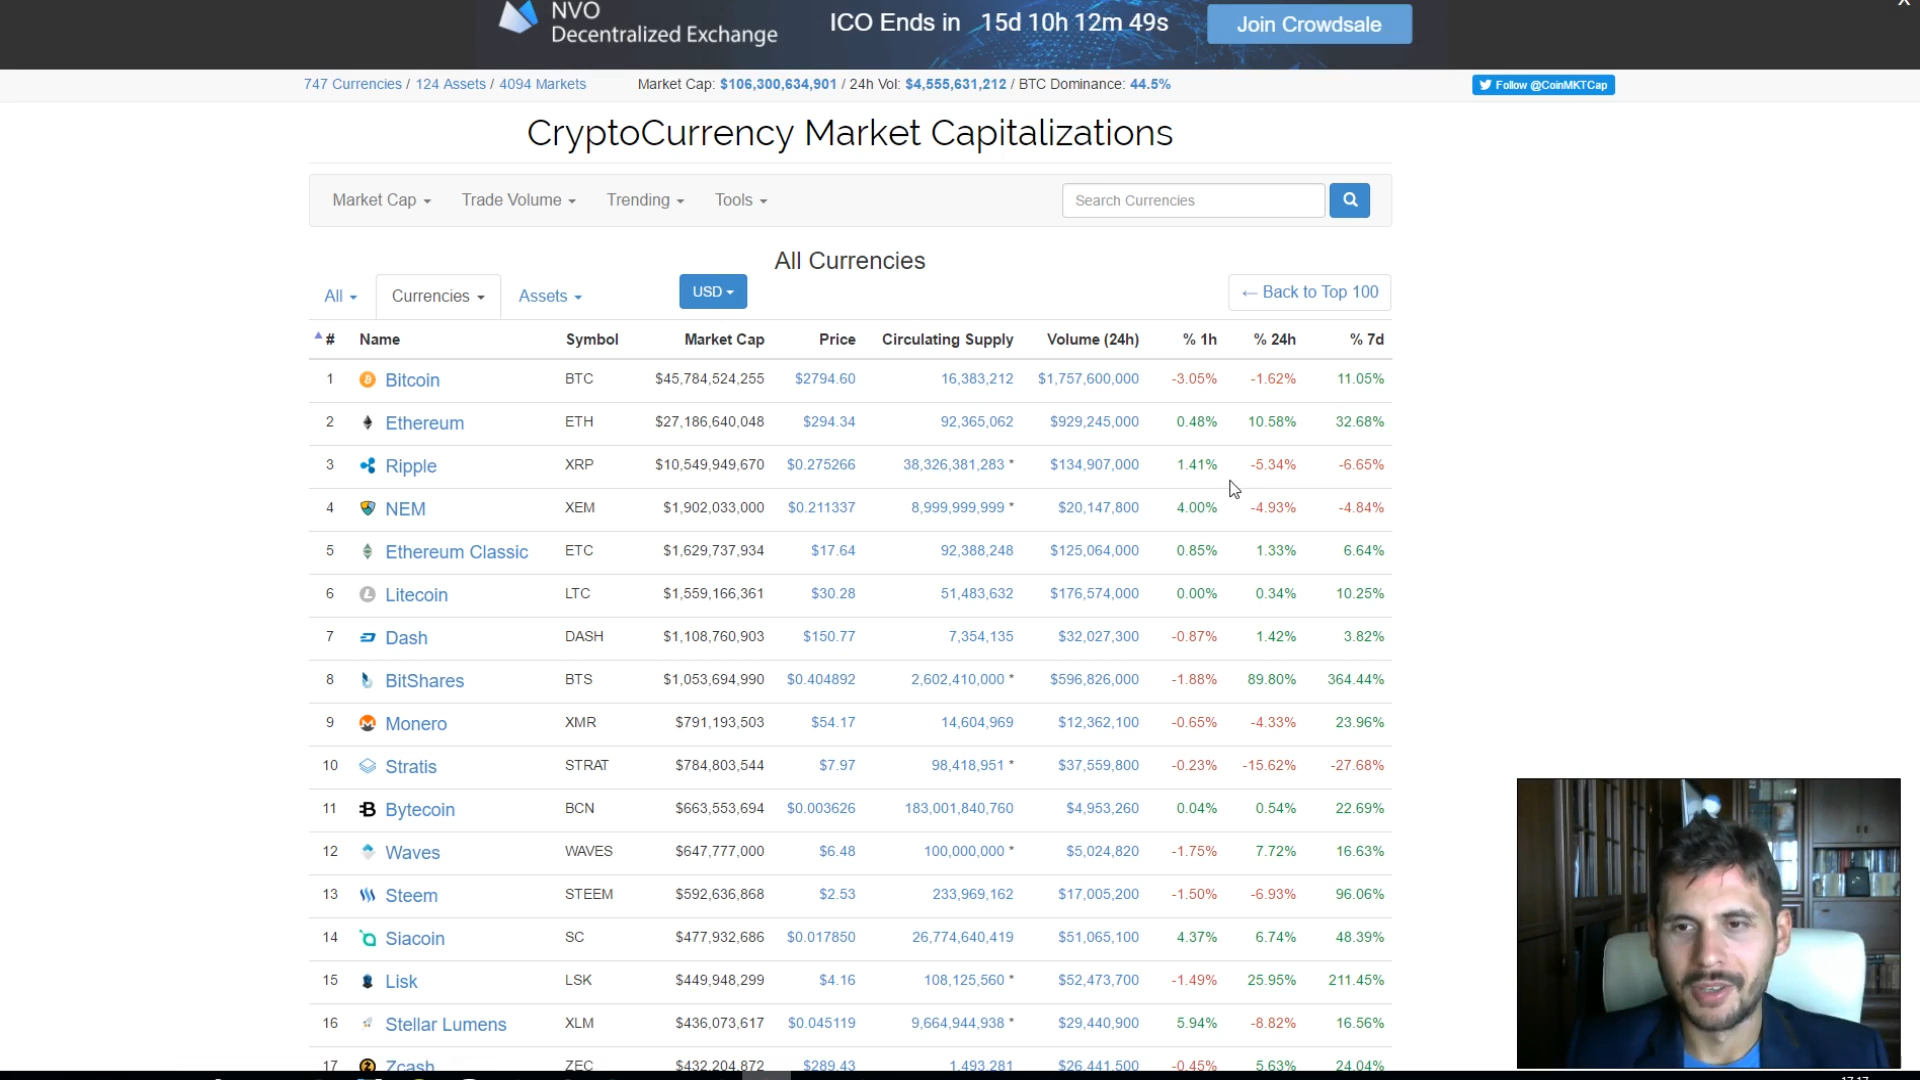 NVO
Decentralized Exchange
ICO Ends in 15d 10h 12m 49s
Join Crowdsale
X
747 Currencies / 124 Assets / 4094 Markets Market Cap: $106,300,634,901 / 24h Vol: $4,555,631,212 / BTC Dominance: 44.5% Follow @CoinMKTCap
CryptoCurrency Market Capitalizations
Market Cap Trade Volume Trending Tools Search Currencies
All Currencies
All Currencies Assets USD ← Back to Top 100
# Name Symbol Market Cap Price Circulating Supply Volume (24h) % 1h % 24h % 7d
1 Bitcoin BTC $45,784,524,255 $2794.60 16,383,212 $1,757,600,000 -3.05% -1.62% 11.05%
2 Ethereum ETH $27,186,640,048 $294.34 92,365,062 $929,245,000 0.48% 10.58% 32.68%
3 Ripple XRP $10,549,949,670 $0.275266 38,326,381,283 * $134,907,000 1.41% -5.34% -6.65%
4 NEM XEM $1,902,033,000 $0.211337 8,999,999,999 * $20,147,800 4.00% -4.93% -4.84%
5 Ethereum Classic ETC $1,629,737,934 $17.64 92,388,248 $125,064,000 0.85% 1.33% 6.64%
6 Litecoin LTC $1,559,166,361 $30.28 51,483,632 $176,574,000 0.00% 0.34% 10.25%
7 Dash DASH $1,108,760,903 $150.77 7,354,135 $32,027,300 -0.87% 1.42% 3.82%
8 BitShares BTS $1,053,694,990 $0.404892 2,602,410,000 * $596,826,000 -1.88% 89.80% 364.44%
9 Monero XMR $791,193,503 $54.17 14,604,969 $12,362,100 -0.65% -4.33% 23.96%
10 Stratis STRAT $784,803,544 $7.97 98,418,951 * $37,559,800 -0.23% -15.62% -27.68%
11 Bytecoin BCN $663,553,694 $0.003626 183,001,840,760 $4,953,260 0.04% 0.54% 22.69%
12 Waves WAVES $647,777,000 $6.48 100,000,000 * $5,024,820 -1.75% 7.72% 16.63%
13 Steem STEEM $592,636,868 $2.53 233,969,162 $17,005,200 -1.50% -6.93% 96.06%
14 Siacoin SC $477,932,686 $0.017850 26,774,640,419 $51,065,100 4.37% 6.74% 48.39%
15 Lisk LSK $449,948,299 $4.16 108,125,560 * $52,473,700 -1.49% 25.95% 211.45%
16 Stellar Lumens XLM $436,073,617 $0.045119 9,664,944,938 * $29,440,900 5.94% -8.82% 16.56%
17 Zcash ZEC $432,204,872 $289.43 1,493,281 $26,441,500 -0.45% 5.63% 24.04%